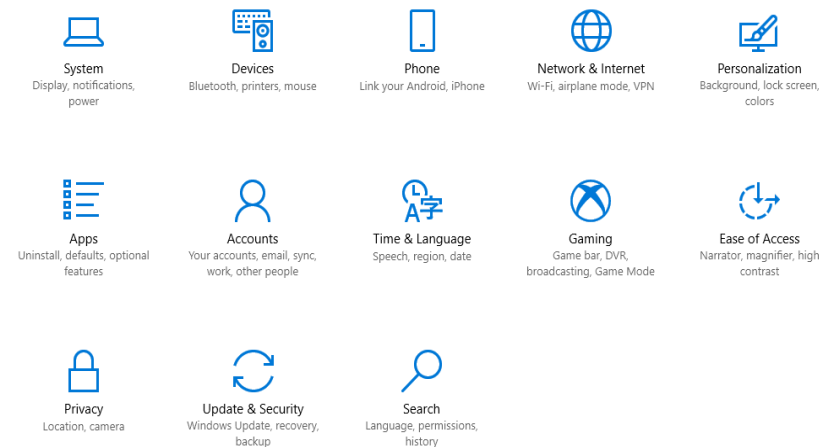 System
Display, notifications,
power
Devices
Bluetooth, printers, mouse
Phone
Link your Android, iPhone
Network & Internet
Wi-Fi, airplane mode, VPN
Personalization
Background, lock screen,
colors
Apps
Uninstall, defaults, optional
features
Accounts
Your accounts, email, sync,
work, other people
A字
Time & Language
Speech, region, date
Gaming
Game bar, DVR,
broadcasting, Game Mode
Ease of Access
Narrator, magnifier, high
contrast
Privacy
Location, camera
Update & Security
Windows Update, recovery,
backup
Search
Language, permissions,
history